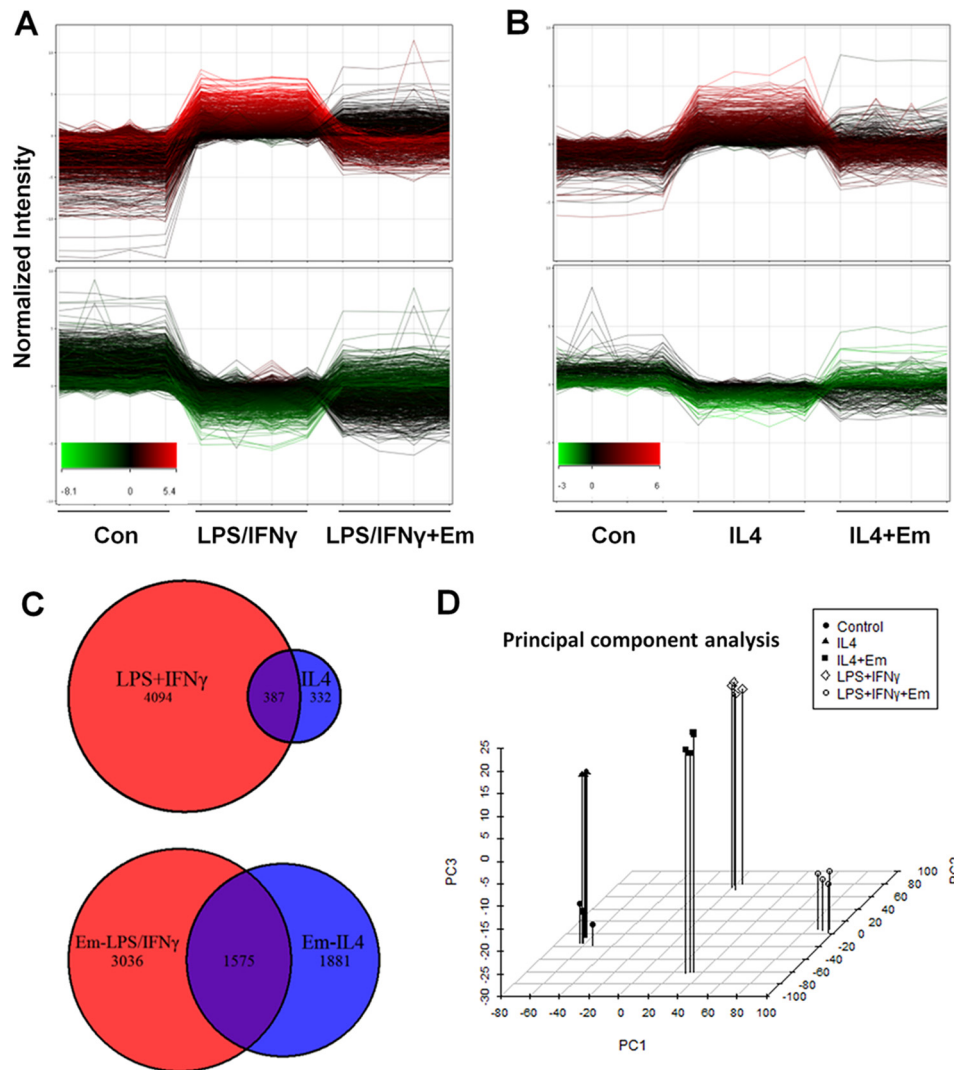 A
B
Normalized Intensity
-8.1 0 5.4
-3 0 6
Con LPS/IFNγ LPS/IFNγ+Em
Con IL4 IL4+Em
C
LPS+IFNγ
4094
387
IL4
332
Em-LPS/IFNγ
3036
1575
Em-IL4
1881
D
Principal component analysis
Control
IL4
IL4+Em
LPS+IFNγ
LPS+IFNγ+Em
PC3
25
20
15
10
5
0
-5
-10
-15
-20
-25
-30
-80 -60 -40 -20 0 20 40 60 80 100
PC1
100
80
60
40
20
0
-20
-40
-60
-80
-100